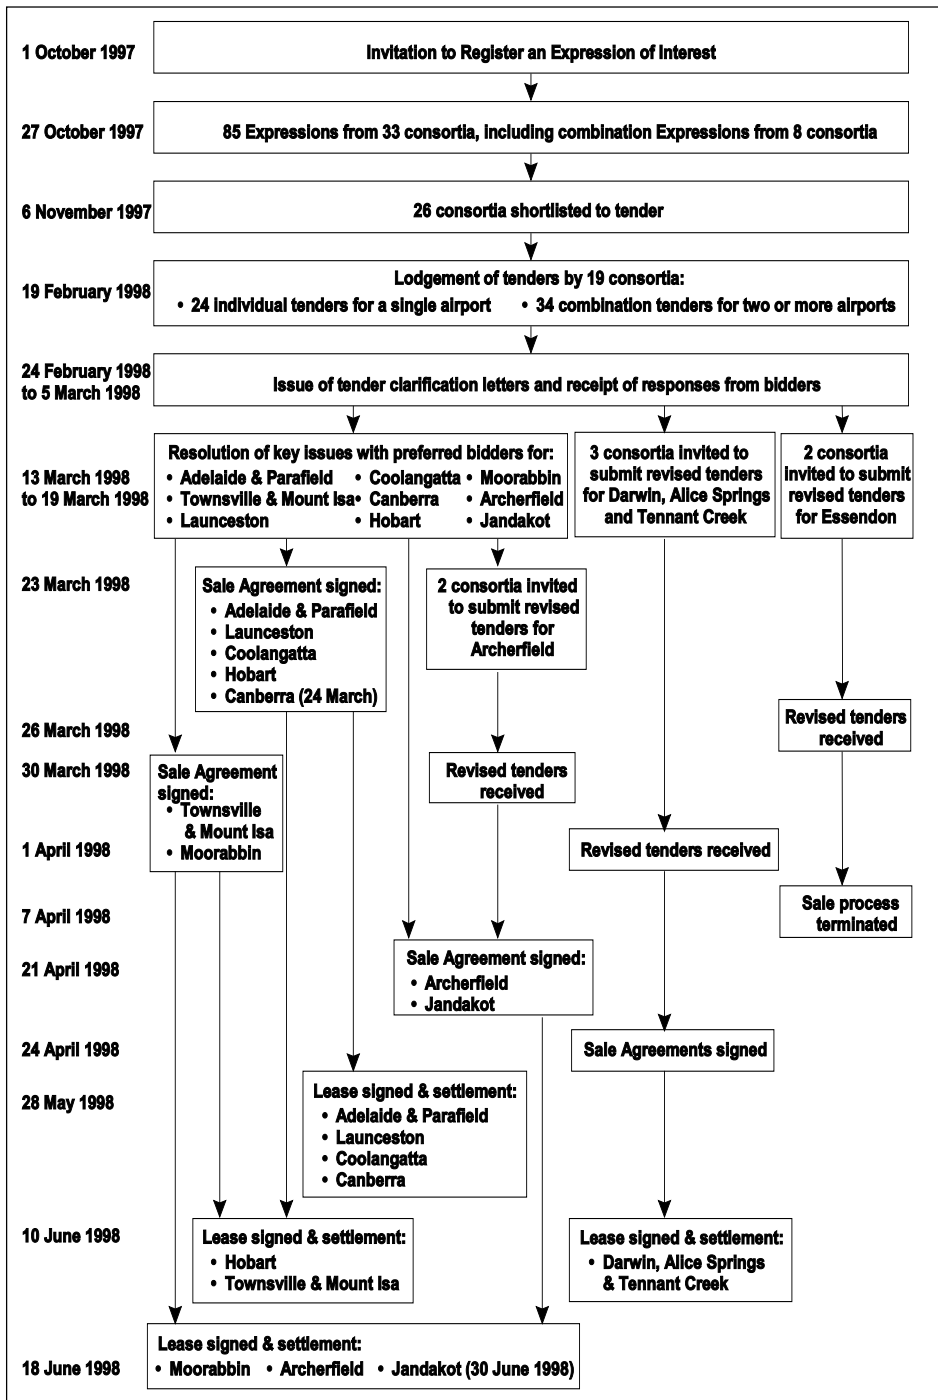 1 October 1997
Invitation to Register an Expression of Interest
27 October 1997
85 Expressions from 33 consortia, including combination Expressions from 8 consortia
6 November 1997
26 consortia shortlisted to tender
19 February 1998
Lodgement of tenders by 19 consortia:
• 24 individual tenders for a single airport • 34 combination tenders for two or more airports
24 February 1998
to 5 March 1998
Issue of tender clarification letters and receipt of responses from bidders
13 March 1998
to 19 March 1998
Resolution of key issues with preferred bidders for:
• Adelaide & Parafield • Coolangatta • Moorabbin
• Townsville & Mount Isa • Canberra • Archerfield
• Launceston • Hobart • Jandakot
3 consortia invited to
submit revised tenders
for Darwin, Alice Springs
and Tennant Creek
2 consortia
invited to submit
revised tenders
for Essendon
23 March 1998
Sale Agreement signed:
• Adelaide & Parafield
• Launceston
• Coolangatta
• Hobart
• Canberra (24 March)
2 consortia invited
to submit revised
tenders for
Archerfield
26 March 1998
Revised tenders
received
30 March 1998
Sale Agreement
signed:
• Townsville
& Mount Isa
• Moorabbin
Revised tenders
received
1 April 1998
Revised tenders received
7 April 1998
Sale process
terminated
21 April 1998
Sale Agreement signed:
• Archerfield
• Jandakot
24 April 1998
Sale Agreements signed
28 May 1998
Lease signed & settlement:
• Adelaide & Parafield
• Launceston
• Coolangatta
• Canberra
10 June 1998
Lease signed & settlement:
• Hobart
• Townsville & Mount Isa
Lease signed & settlement:
• Darwin, Alice Springs
& Tennant Creek
18 June 1998
Lease signed & settlement:
• Moorabbin • Archerfield • Jandakot (30 June 1998)